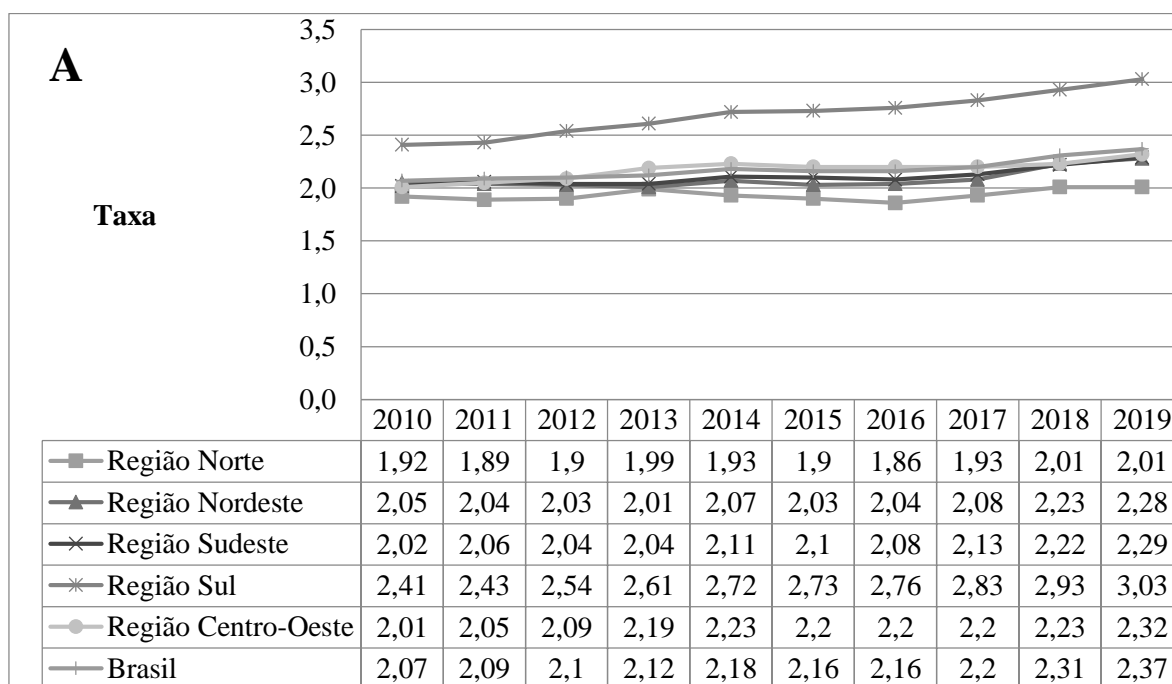 A
Taxa
3,5
3,0
2,5
2,0
1,5
1,0
0,5
0,0
2010 2011 2012 2013 2014 2015 2016 2017 2018 2019
Região Norte 1,92 1,89 1,9 1,99 1,93 1,9 1,86 1,93 2,01 2,01
Região Nordeste 2,05 2,04 2,03 2,01 2,07 2,03 2,04 2,08 2,23 2,28
Região Sudeste 2,02 2,06 2,04 2,04 2,11 2,1 2,08 2,13 2,22 2,29
Região Sul 2,41 2,43 2,54 2,61 2,72 2,73 2,76 2,83 2,93 3,03
Região Centro-Oeste 2,01 2,05 2,09 2,19 2,23 2,2 2,2 2,2 2,23 2,32
Brasil 2,07 2,09 2,1 2,12 2,18 2,16 2,16 2,2 2,31 2,37